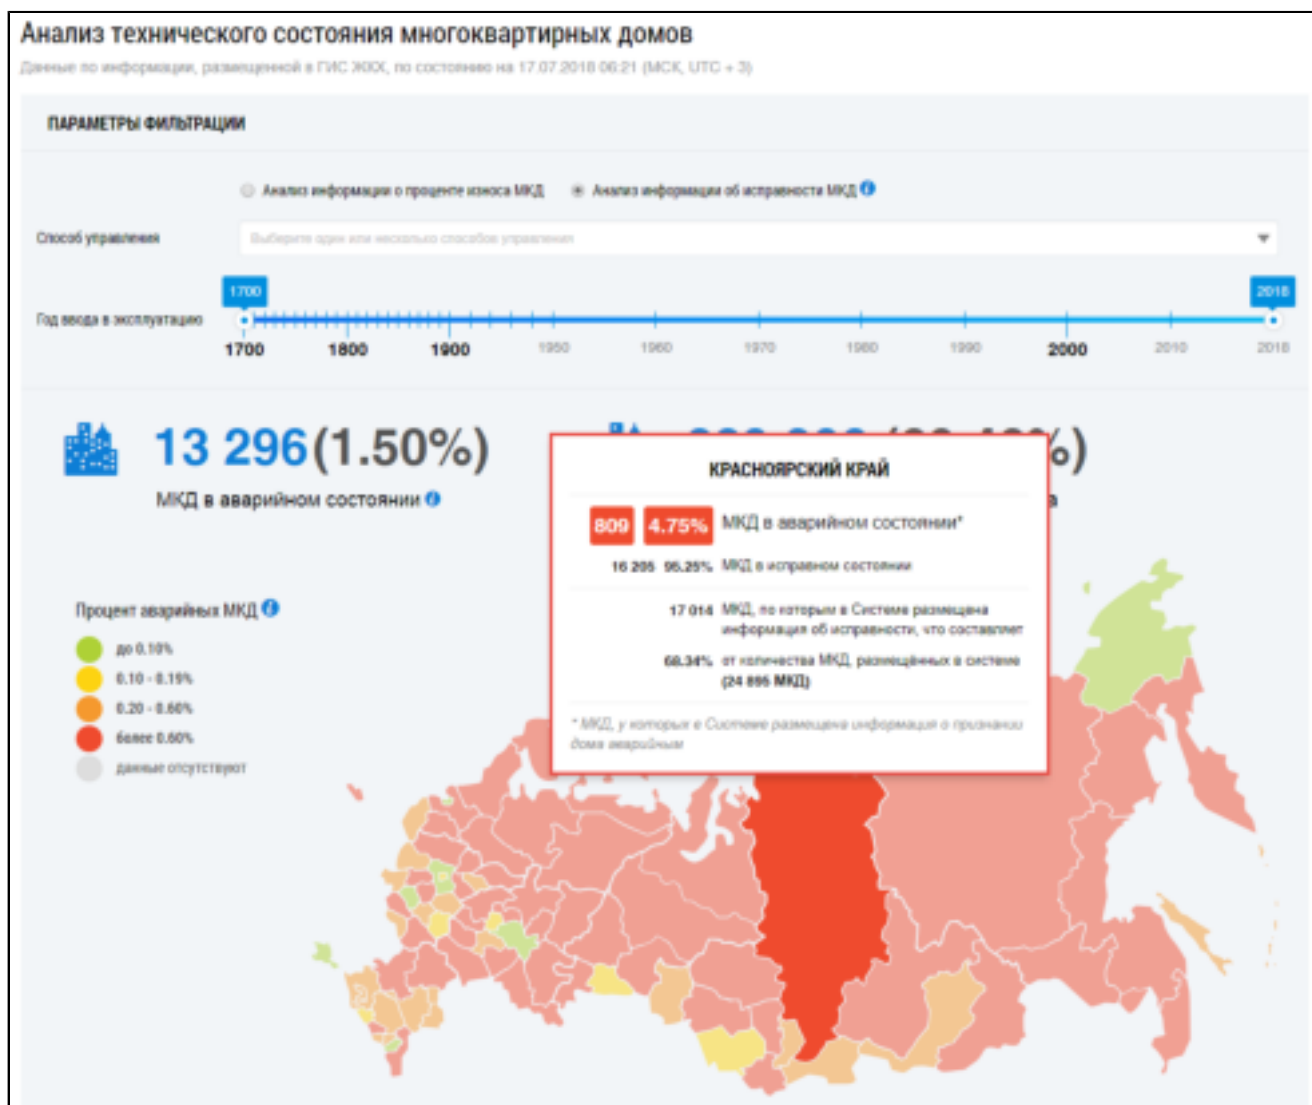 Анализ технического состояния многоквартирных домов
Данные по информации, размещенной в ГИС ЖКХ, по состоянию на 17.07.2018 06:21 (МСК, UTC + 3)
ПАРАМЕТРЫ ФИЛЬТРАЦИИ
Анализ информации о проценте износа МКД Анализ информации об исправности МКД
Способ управления Выберите один или несколько способов управления
1700 2018
Год ввода в эксплуатацию
1700 1800 1900 1950 1960 1970 1980 1990 2000 2010 2018
13 296 (1.50%)
МКД в аварийном состоянии
КРАСНОЯРСКИЙ КРАЙ
809 4.75% МКД в аварийном состоянии*
16 205 95.25% МКД в исправном состоянии
17 014 МКД, по которым в Системе размещена
информация об исправности, что составляет
68.34% от количества МКД, размещённых в системе
(24 895 МКД)
* МКД, у которых в Системе размещена информация о признании
дома аварийным
Процент аварийных МКД
до 0.10%
0.10 - 0.19%
0.20 - 0.60%
более 0.60%
данные отсутствуют